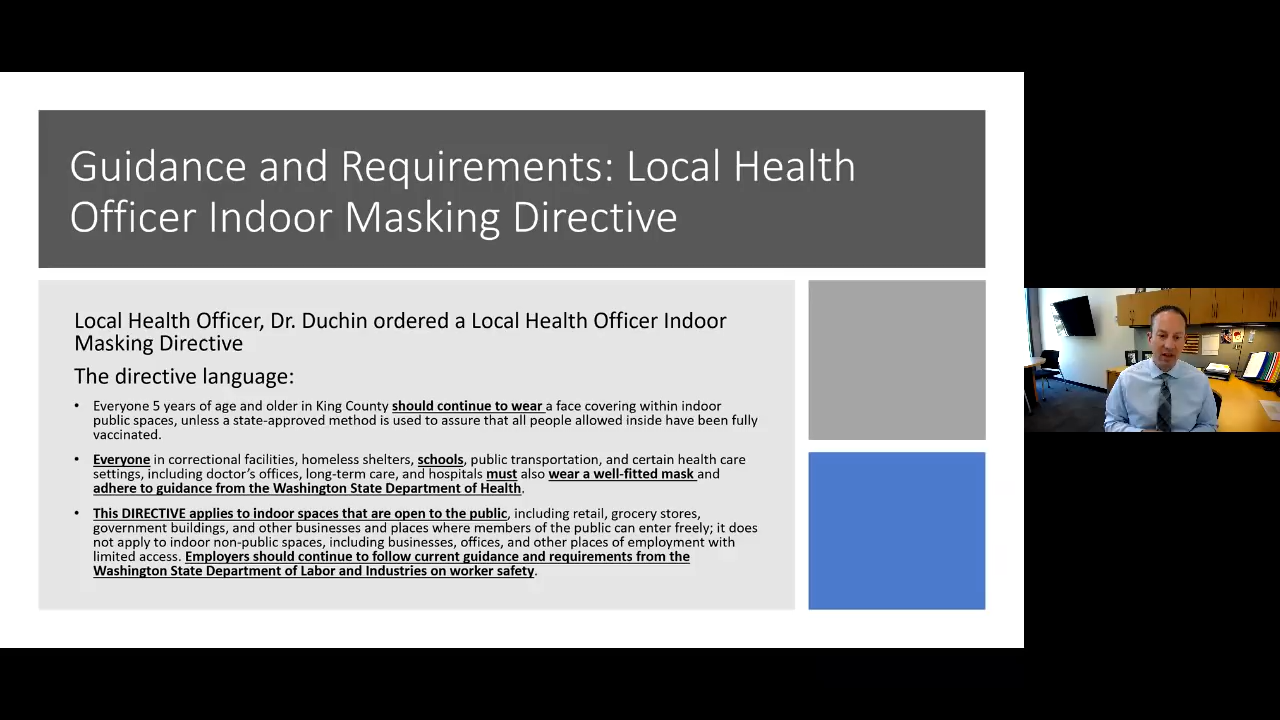 Guidance and Requirements: Local Health
Officer Indoor Masking Directive
Local Health Officer, Dr. Duchin ordered a Local Health Officer Indoor
Masking Directive
The directive language:
• Everyone 5 years of age and older in King County should continue to wear a face covering within indoor
public spaces, unless a state-approved method is used to assure that all people allowed inside have been fully
vaccinated.
• Everyone in correctional facilities, homeless shelters, schools, public transportation, and certain health care
settings, including doctor's offices, long-term care, and hospitals must also wear a well-fitted mask and
adhere to guidance from the Washington State Department of Health.
• This DIRECTIVE applies to indoor spaces that are open to the public, including retail, grocery stores,
government buildings, and other businesses and places where members of the public can enter freely; it does
not apply to indoor non-public spaces, including businesses, offices, and other places of employment with
limited access. Employers should continue to follow current guidance and requirements from the
Washington State Department of Labor and Industries on worker safety.